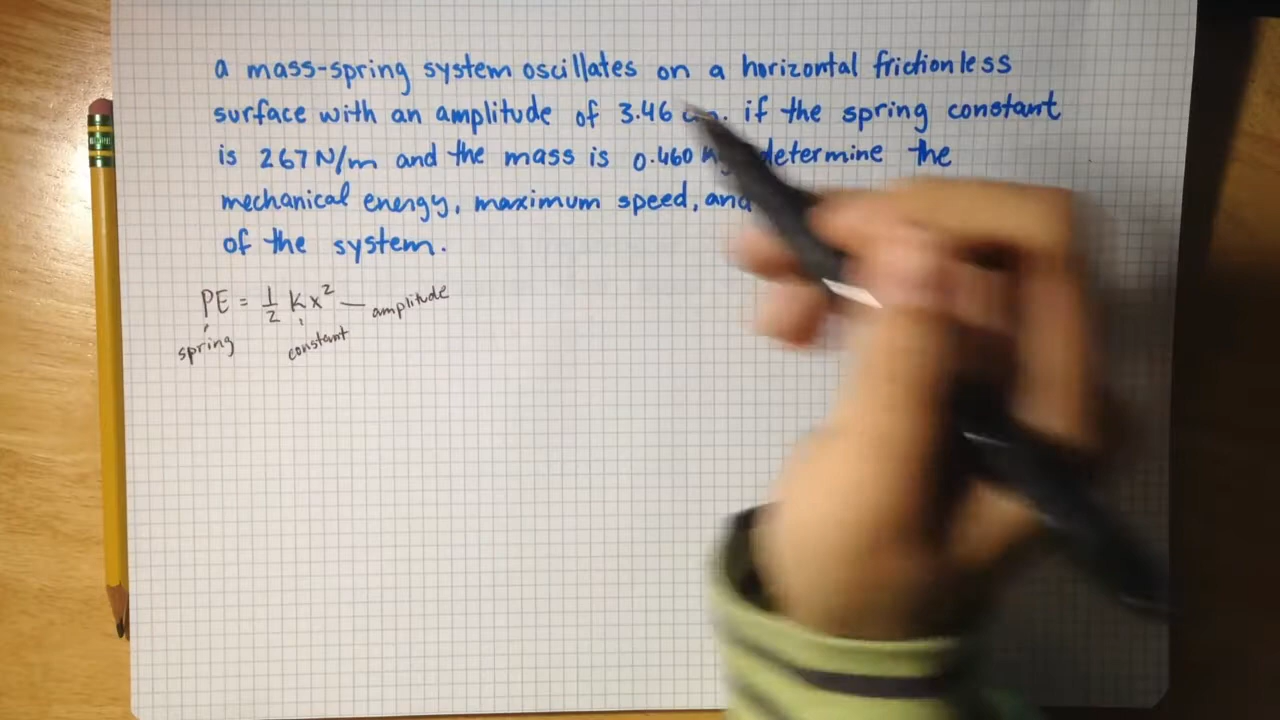 a mass-spring system oscillates on a horizontal frictionless
surface with an amplitude of 3.46 if the spring constant
is 267 N/m and the mass is 0.460 determine the
mechanical energy, maximum speed, and
of the system.
PE = 1/2 Kx² — amplitude
spring constant